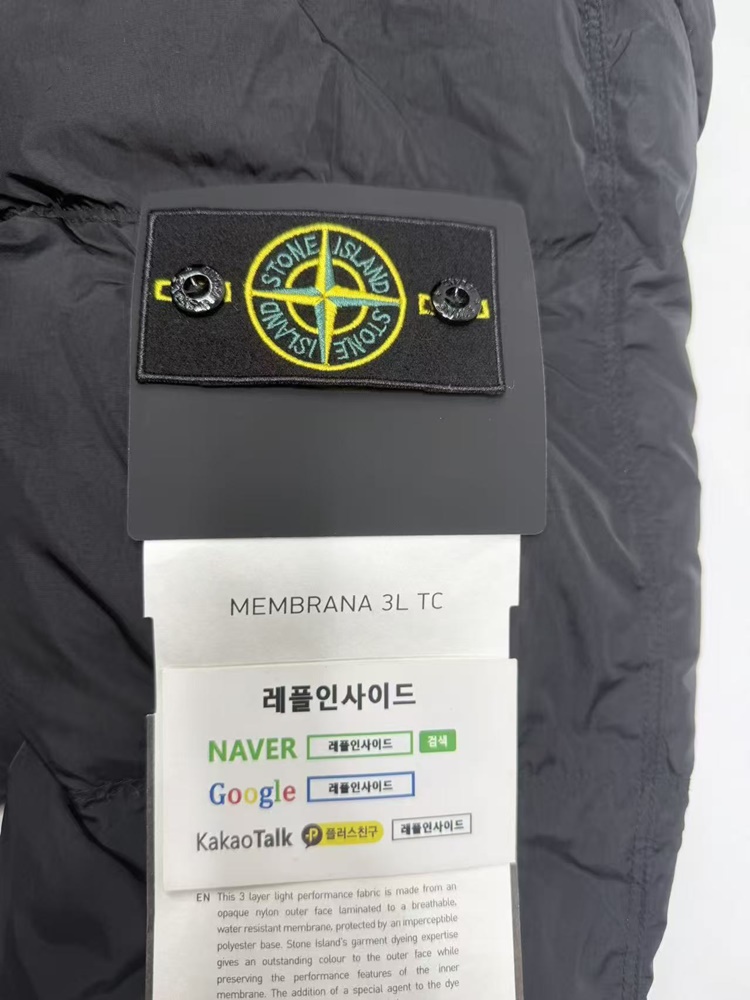 STONE ISLAND
STONE ISLAND
MEMBRANA 3L TC
레플인사이드
NAVER 레플인사이드 검색
Google 레플인사이드
KakaoTalk P 플러스친구 레플인사이드
EN This 3 layer light performance fabric is made from an
opaque nylon outer face laminated to a breathable,
water resistant membrane, protected by an imperceptible
polyester base. Stone Island's garment dyeing expertise
gives an outstanding colour to the outer face while
preserving the performance features of the inner
membrane. The addition of a special agent to the dye